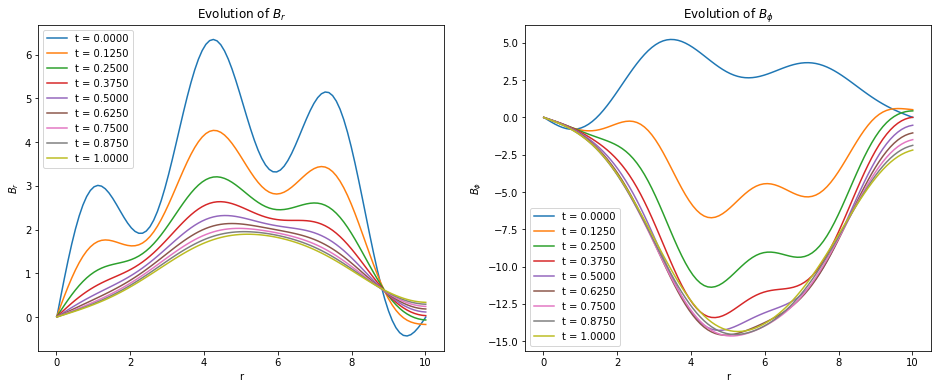 Evolution of B_r
6
5
4
3
2
1
0
B_r
t = 0.0000
t = 0.1250
t = 0.2500
t = 0.3750
t = 0.5000
t = 0.6250
t = 0.7500
t = 0.8750
t = 1.0000
0 2 4 6 8 10
r
Evolution of B_ϕ
5.0
2.5
0.0
−2.5
−5.0
−7.5
−10.0
−12.5
−15.0
B_ϕ
t = 0.0000
t = 0.1250
t = 0.2500
t = 0.3750
t = 0.5000
t = 0.6250
t = 0.7500
t = 0.8750
t = 1.0000
0 2 4 6 8 10
r